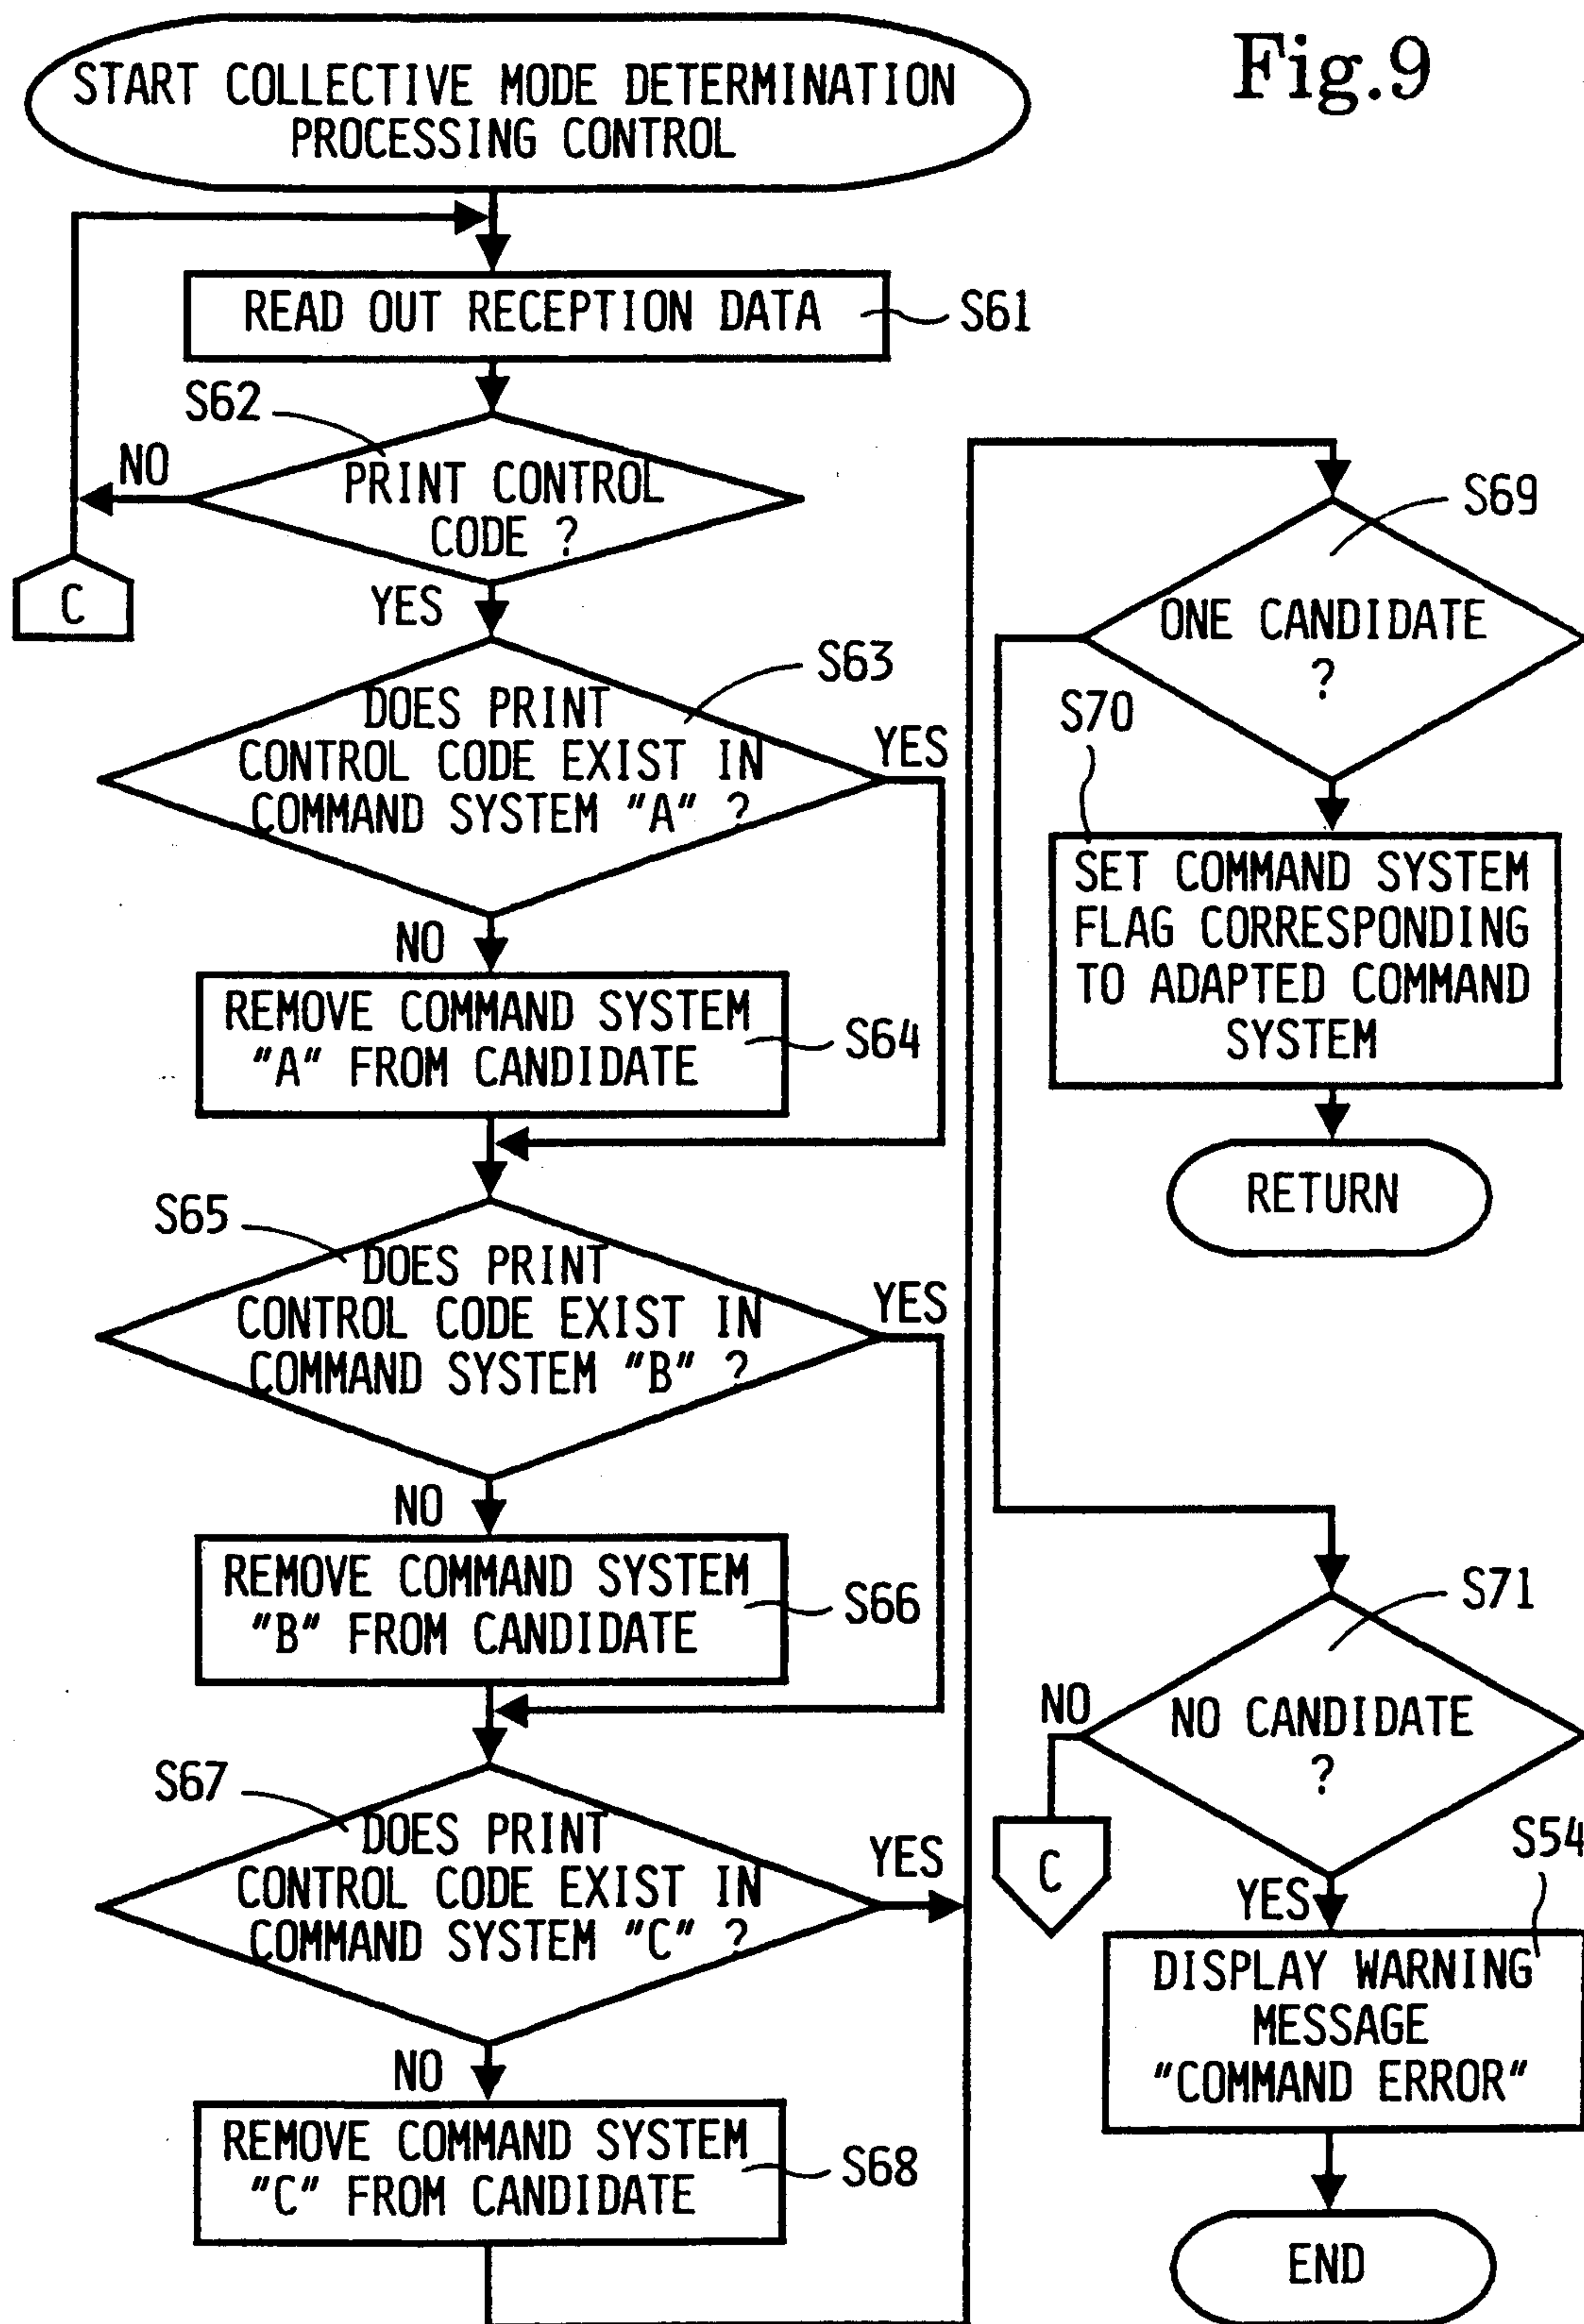 Fig.9
START COLLECTIVE MODE DETERMINATION
PROCESSING CONTROL
READ OUT RECEPTION DATA
S61
S62
NO
PRINT CONTROL
CODE ?
C
YES
S63
DOES PRINT
CONTROL CODE EXIST IN
COMMAND SYSTEM "A" ?
YES
NO
REMOVE COMMAND SYSTEM
"A" FROM CANDIDATE
S64
S65
DOES PRINT
CONTROL CODE EXIST IN
COMMAND SYSTEM "B" ?
YES
NO
REMOVE COMMAND SYSTEM
"B" FROM CANDIDATE
S66
S67
DOES PRINT
CONTROL CODE EXIST IN
COMMAND SYSTEM "C" ?
YES
NO
REMOVE COMMAND SYSTEM
"C" FROM CANDIDATE
S68
S69
ONE CANDIDATE
?
S70
SET COMMAND SYSTEM
FLAG CORRESPONDING
TO ADAPTED COMMAND
SYSTEM
RETURN
S71
NO
NO CANDIDATE
?
C
YES
S54
DISPLAY WARNING
MESSAGE
"COMMAND ERROR"
END